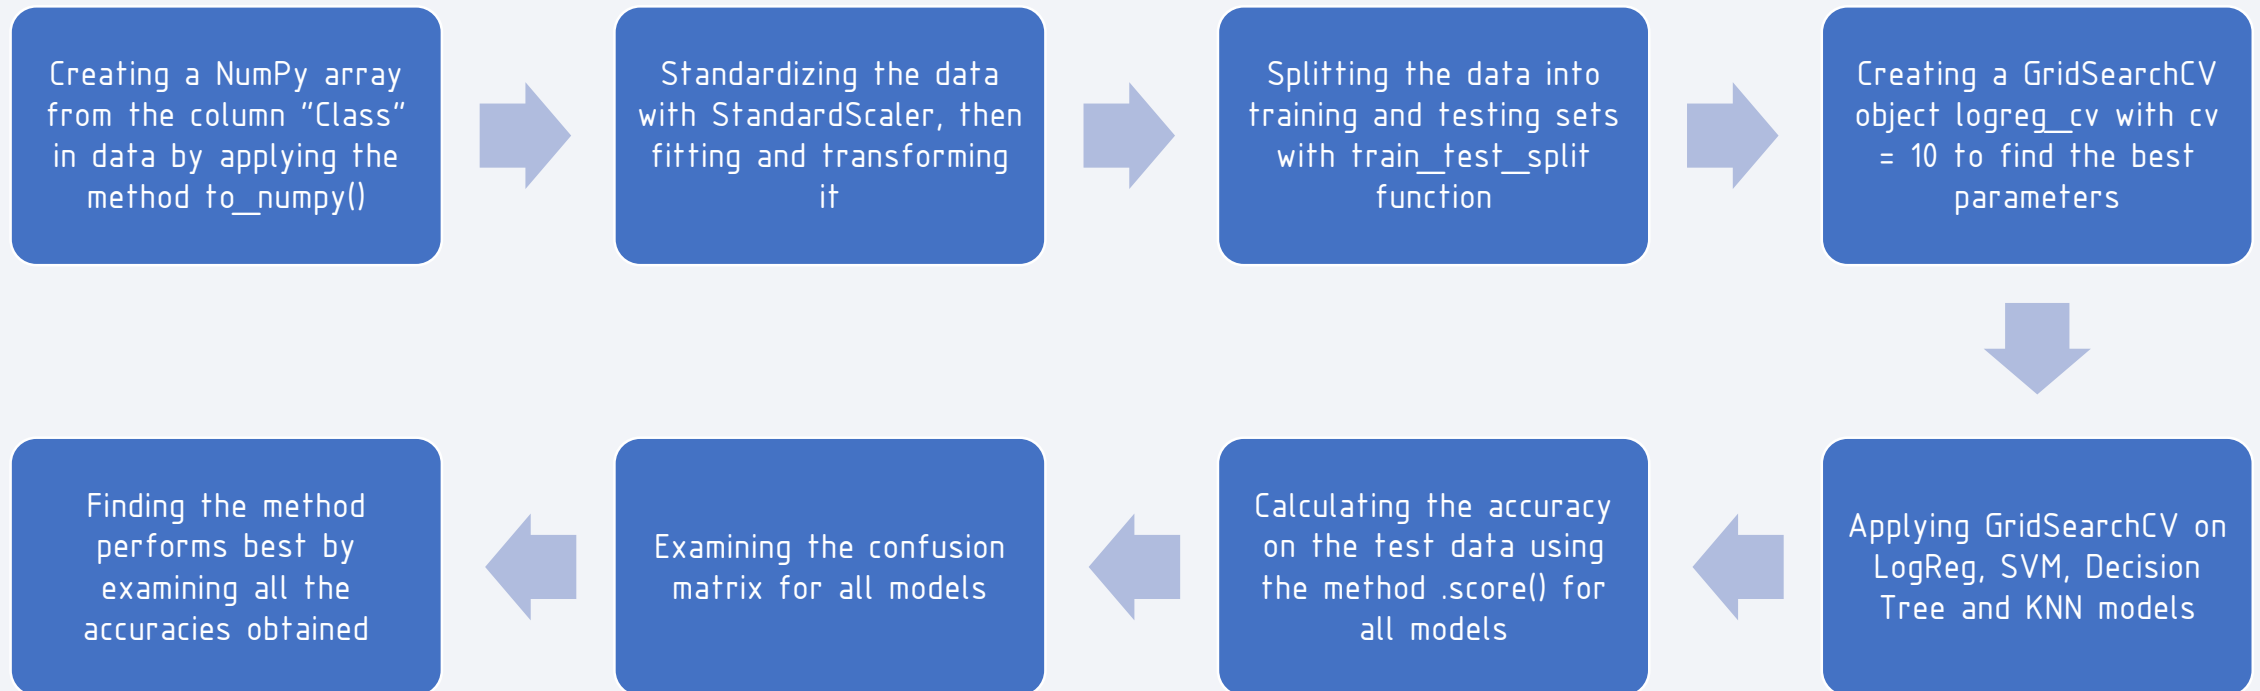 Creating a NumPy array
from the column "Class"
in data by applying the
method to_numpy()
Standardizing the data
with StandardScaler, then
fitting and transforming
it
Splitting the data into
training and testing sets
with train_test_split
function
Creating a GridSearchCV
object logreg_cv with cv
= 10 to find the best
parameters
Applying GridSearchCV on
LogReg, SVM, Decision
Tree and KNN models
Calculating the accuracy
on the test data using
the method .score() for
all models
Examining the confusion
matrix for all models
Finding the method
performs best by
examining all the
accuracies obtained